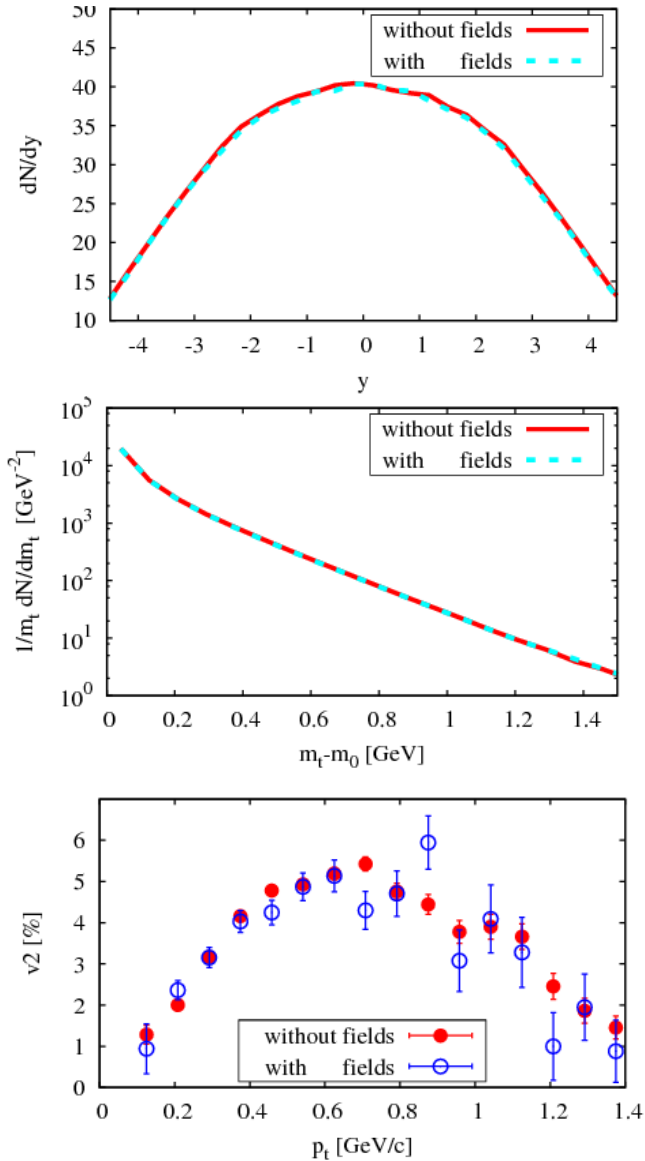 50
45
40
35
30
25
20
15
10
dN/dy
without fields
with fields
-4 -3 -2 -1 0 1 2 3 4
y
10^5
10^4
10^3
10^2
10^1
10^0
1/m_t dN/dm_t [GeV^-2]
without fields
with fields
0 0.2 0.4 0.6 0.8 1 1.2 1.4
m_t-m_0 [GeV]
6
5
4
3
2
1
0
v2 [%]
without fields
with fields
0 0.2 0.4 0.6 0.8 1 1.2 1.4
p_t [GeV/c]